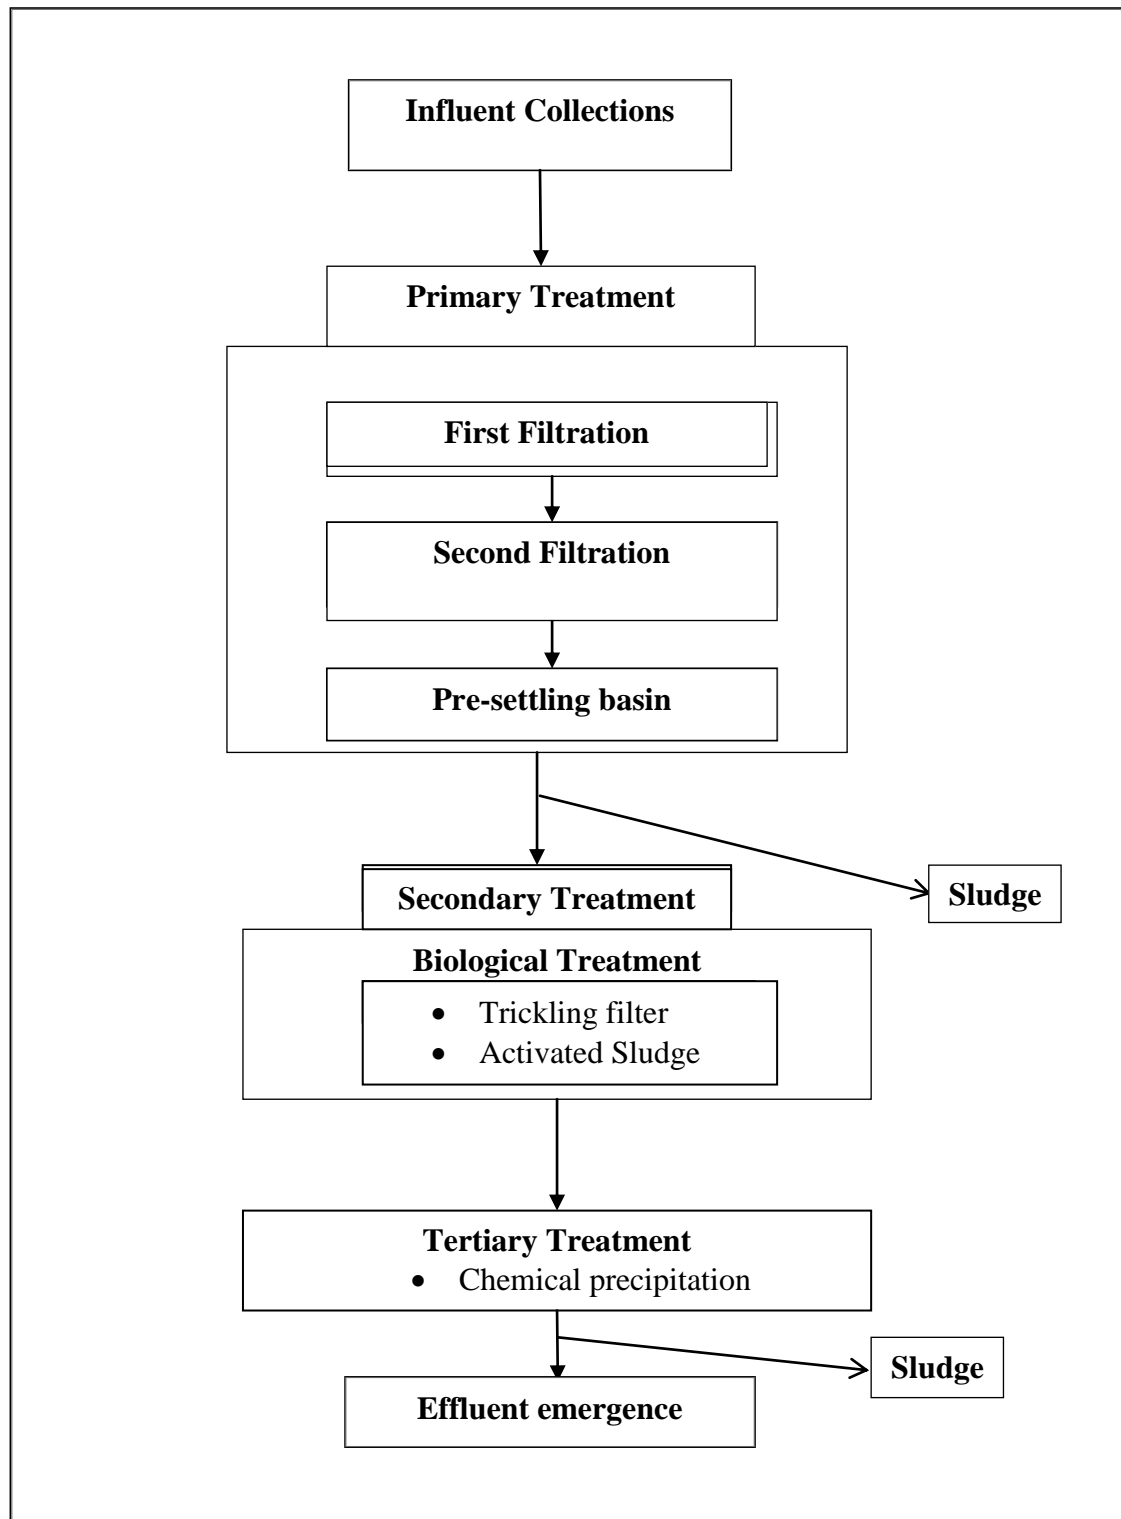 Influent Collections
Primary Treatment
First Filtration
Second Filtration
Pre-settling basin
Sludge
Secondary Treatment
Biological Treatment
• Trickling filter
• Activated Sludge
Tertiary Treatment
• Chemical precipitation
Sludge
Effluent emergence